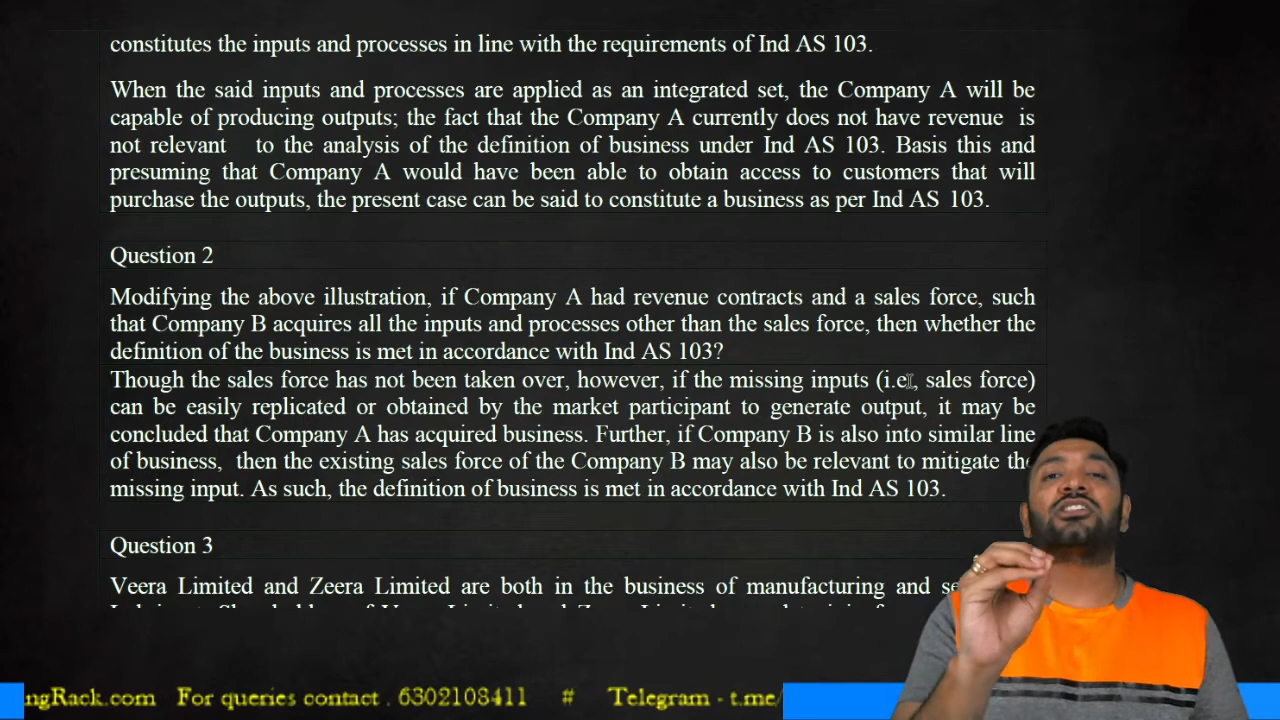 constitutes the inputs and processes in line with the requirements of Ind AS 103.
When the said inputs and processes are applied as an integrated set, the Company A will be
capable of producing outputs; the fact that the Company A currently does not have revenue is
not relevant to the analysis of the definition of business under Ind AS 103. Basis this and
presuming that Company A would have been able to obtain access to customers that will
purchase the outputs, the present case can be said to constitute a business as per Ind AS 103.
Question 2
Modifying the above illustration, if Company A had revenue contracts and a sales force, such
that Company B acquires all the inputs and processes other than the sales force, then whether the
definition of the business is met in accordance with Ind AS 103?
Though the sales force has not been taken over, however, if the missing inputs (i.e., sales force)
can be easily replicated or obtained by the market participant to generate output, it may be
concluded that Company A has acquired business. Further, if Company B is also into similar line
of business, then the existing sales force of the Company B may also be relevant to mitigate the
missing input. As such, the definition of business is met in accordance with Ind AS 103.
Question 3
Veera Limited and Zeera Limited are both in the business of manufacturing and
ngRack.com For queries contact . 6302108411 # Telegram - t.me/